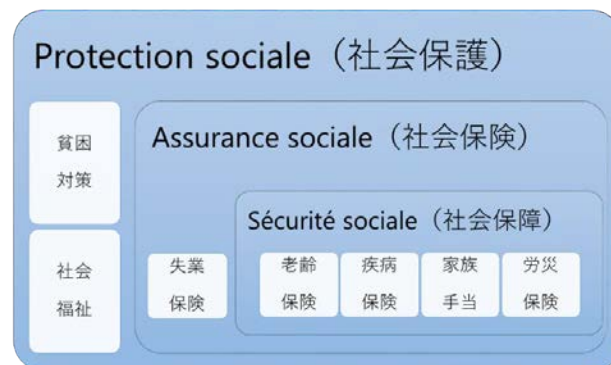 Protection sociale（社会保護）
貧困
対策
Assurance sociale（社会保険）
Sécurité sociale（社会保障）
社会
福祉
失業
保険
老齢
保険
疾病
保険
家族
手当
労災
保険